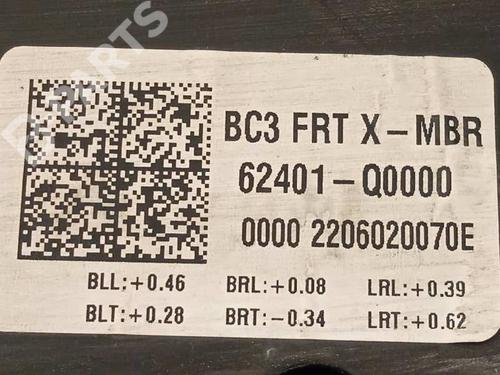 BC3 FRT X-MBR
62401-Q0000
0000 2206020070E
BLL:+0.46 BRL:+0.08 LRL:+0.39
BLT:+0.28 BRT:-0.34 LRT:+0.62